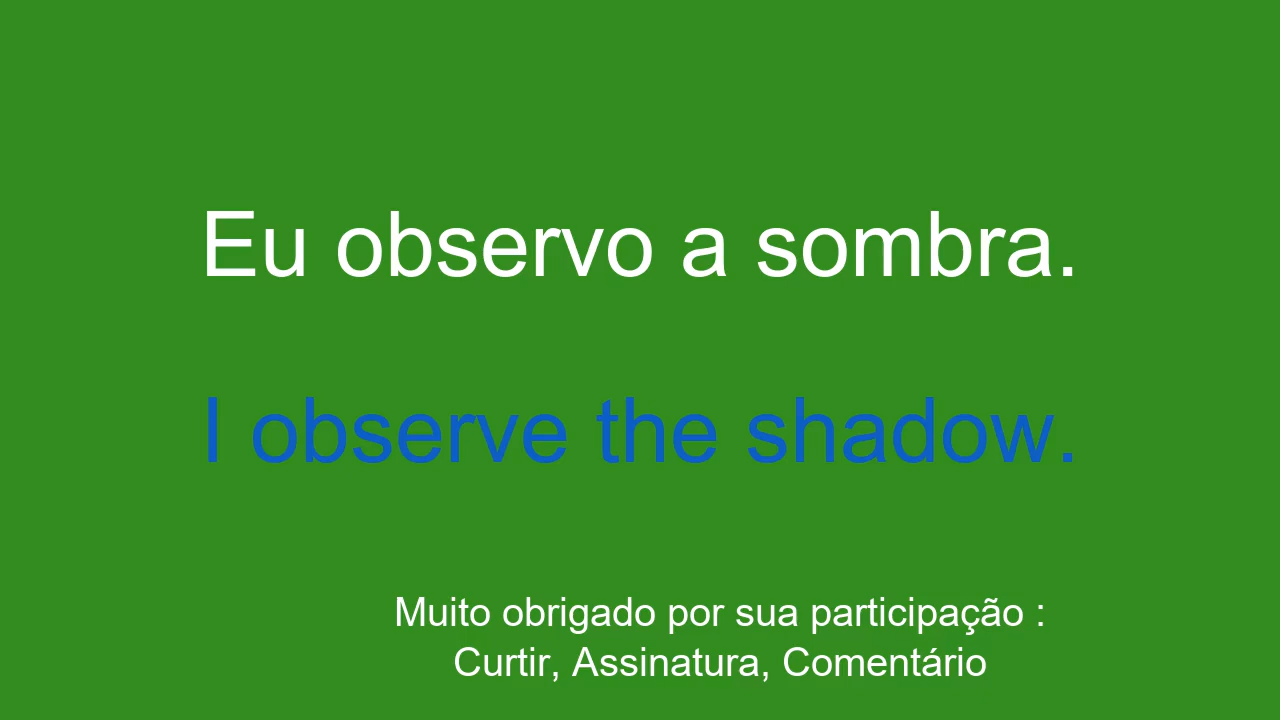 Eu observo a sombra.
I observe the shadow.
Muito obrigado por sua participação :
Curtir, Assinatura, Comentário